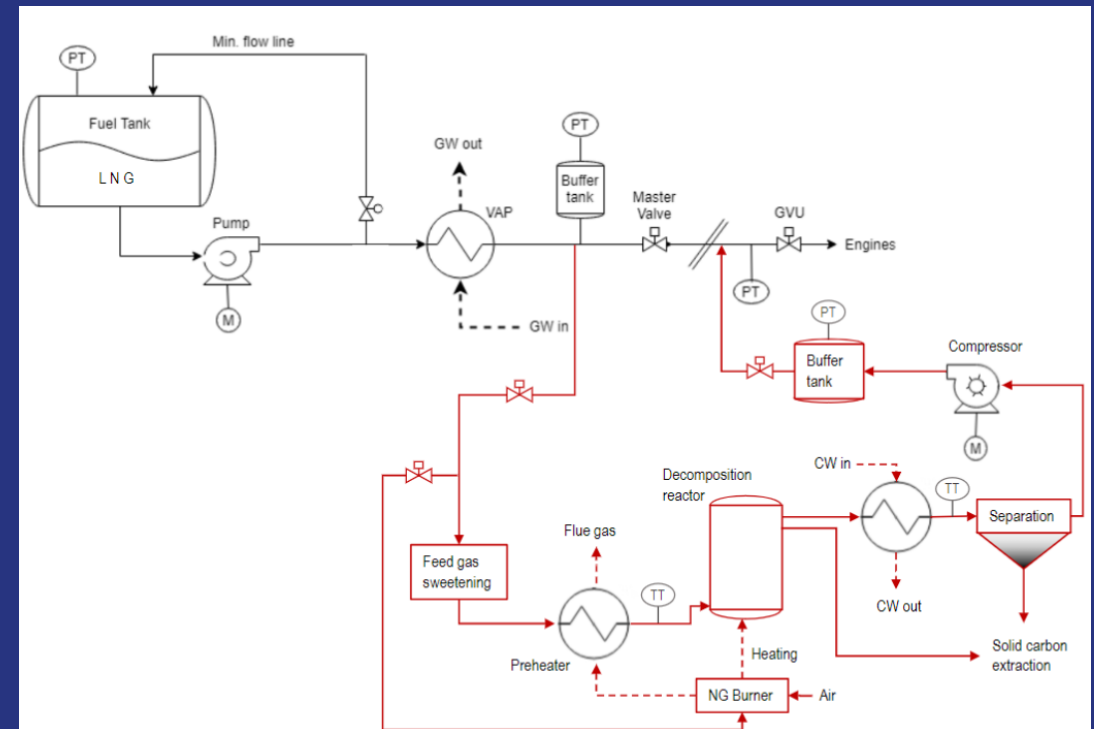 Min. flow line
PT
Fuel Tank
L N G
Pump
M
GW out
VAP
GW in
PT
Buffer
tank
Master
Valve
GVU
Engines
PT
PT
Buffer
tank
Compressor
M
Decomposition
reactor
CW in
TT
Separation
CW out
Flue gas
Feed gas
sweetening
TT
Preheater
Heating
NG Burner
Air
Solid carbon
extraction